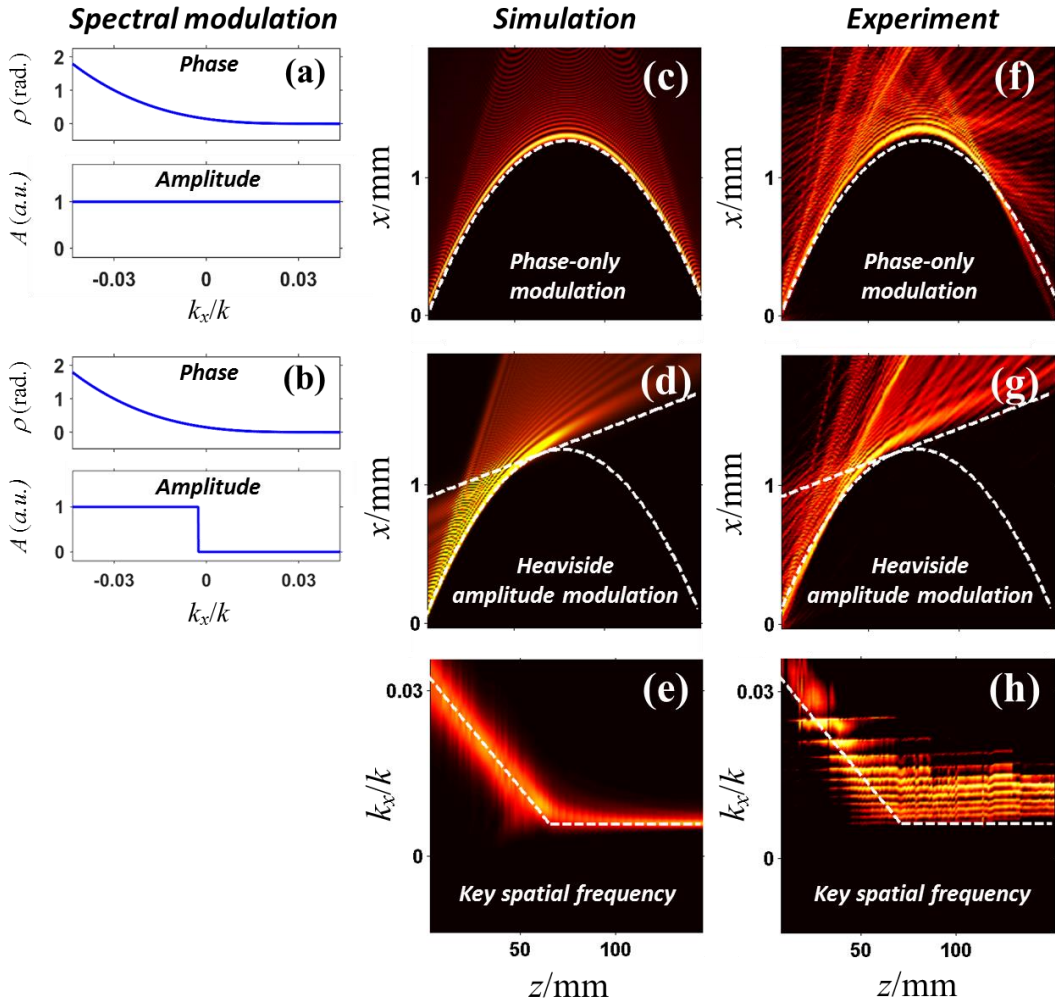 Spectral modulation
Simulation
Experiment
2
1
0
ρ (rad.)
Phase
(a)
1
0
A (a.u.)
Amplitude
-0.03
0
0.03
kx/k
2
1
0
ρ (rad.)
Phase
(b)
1
0
A (a.u.)
Amplitude
-0.03
0
0.03
kx/k
(c)
x/mm
1
0
Phase-only
modulation
(f)
x/mm
1
0
Phase-only
modulation
(d)
x/mm
1
0
Heaviside
amplitude modulation
(g)
x/mm
1
0
Heaviside
amplitude modulation
(e)
0.03
0
kx/k
Key spatial frequency
50
100
z/mm
(h)
0.03
0
kx/k
Key spatial frequency
50
100
z/mm